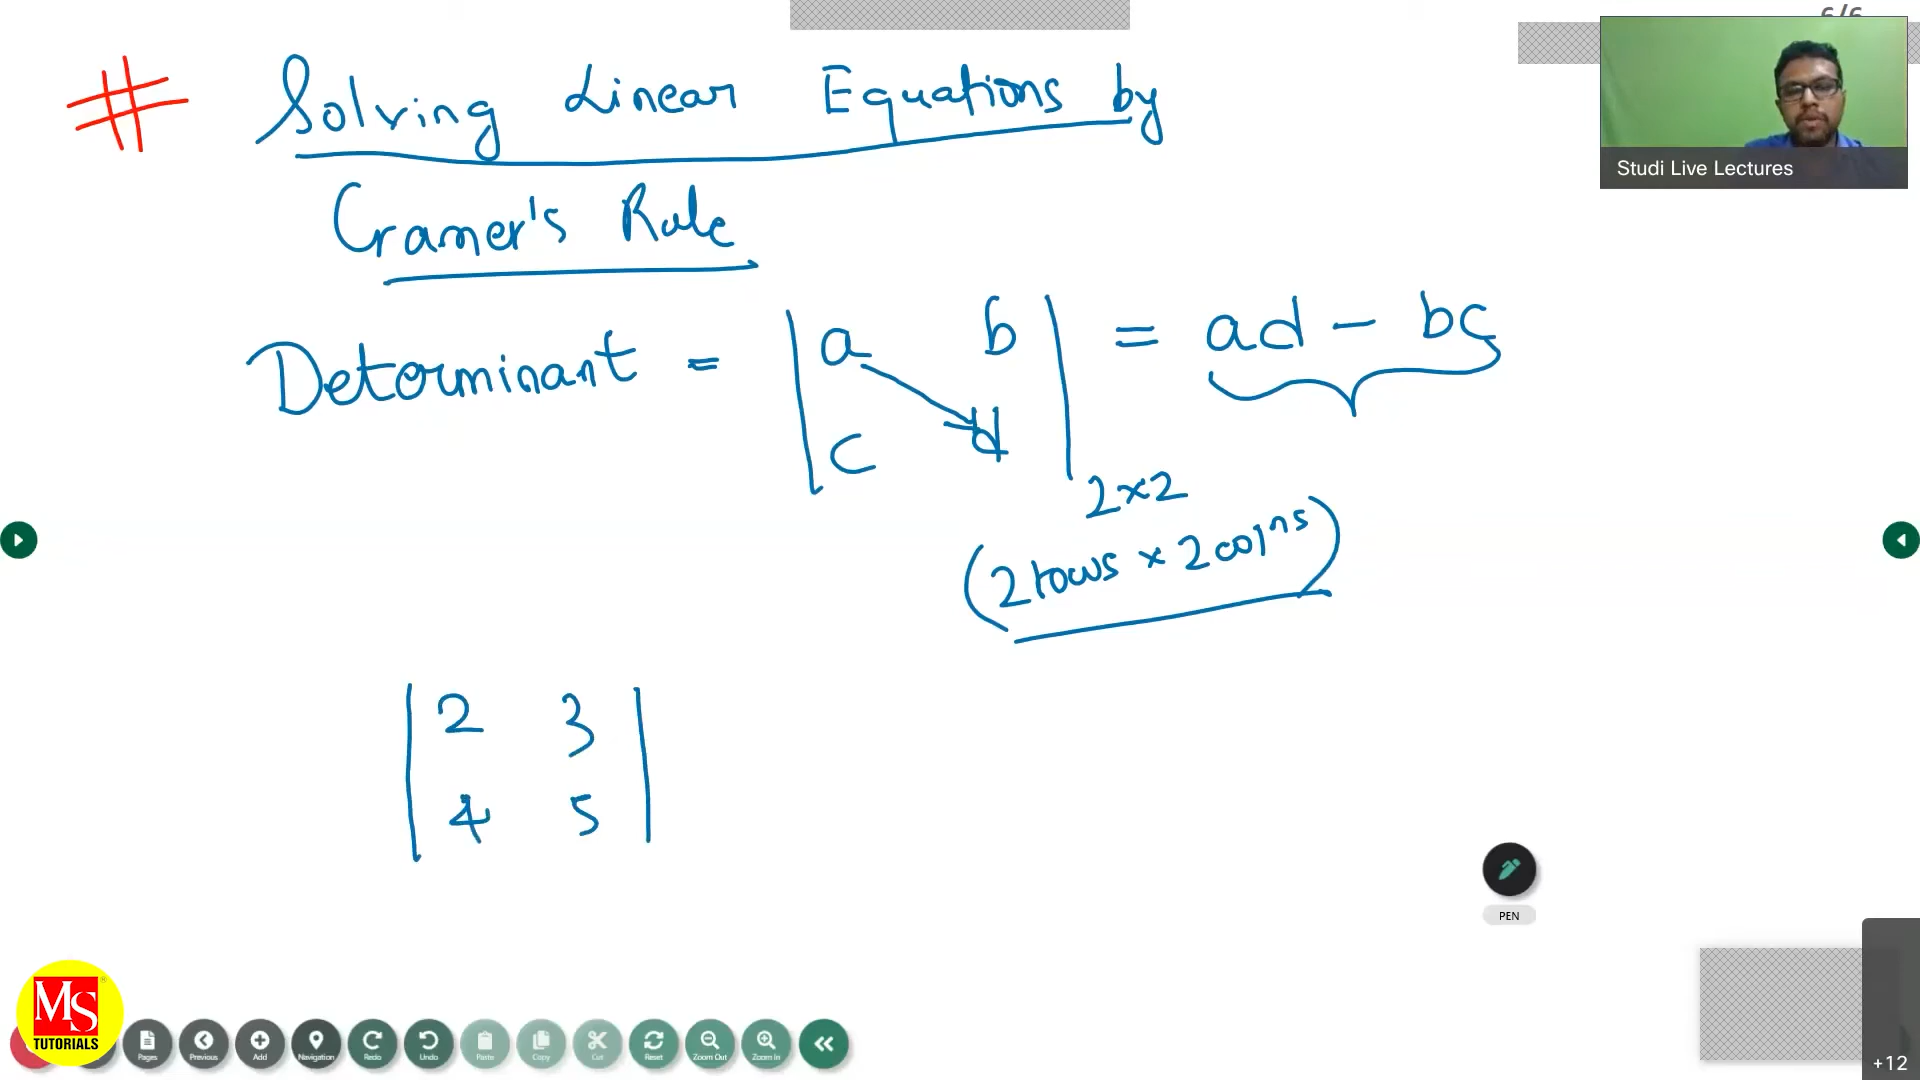 6/6
# Solving Linear Equations by
Studi Live Lectures
Cramer's Rule
Determinant = | a b | = ad - bc
c d
2×2
(2 rows × 2 colⁿs)
2 3
4 5
PEN
MS
TUTORIALS
Pages Previous Add Navigation Redo Undo Paste Copy Cut Reset Zoom Out Zoom In
+12